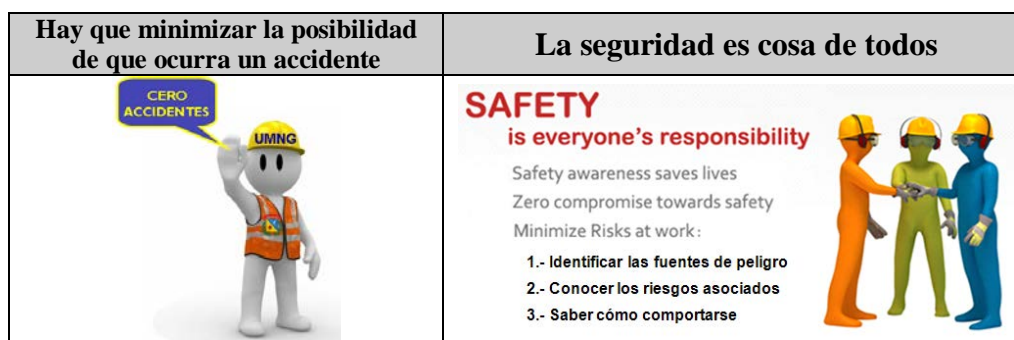 Hay que minimizar la posibilidad
de que ocurra un accidente
La seguridad es cosa de todos
CERO
ACCIDENTES
UMNG
SAFETY
is everyone's responsibility
Safety awareness saves lives
Zero compromise towards safety
Minimize Risks at work:
1.- Identificar las fuentes de peligro
2.- Conocer los riesgos asociados
3.- Saber cómo comportarse